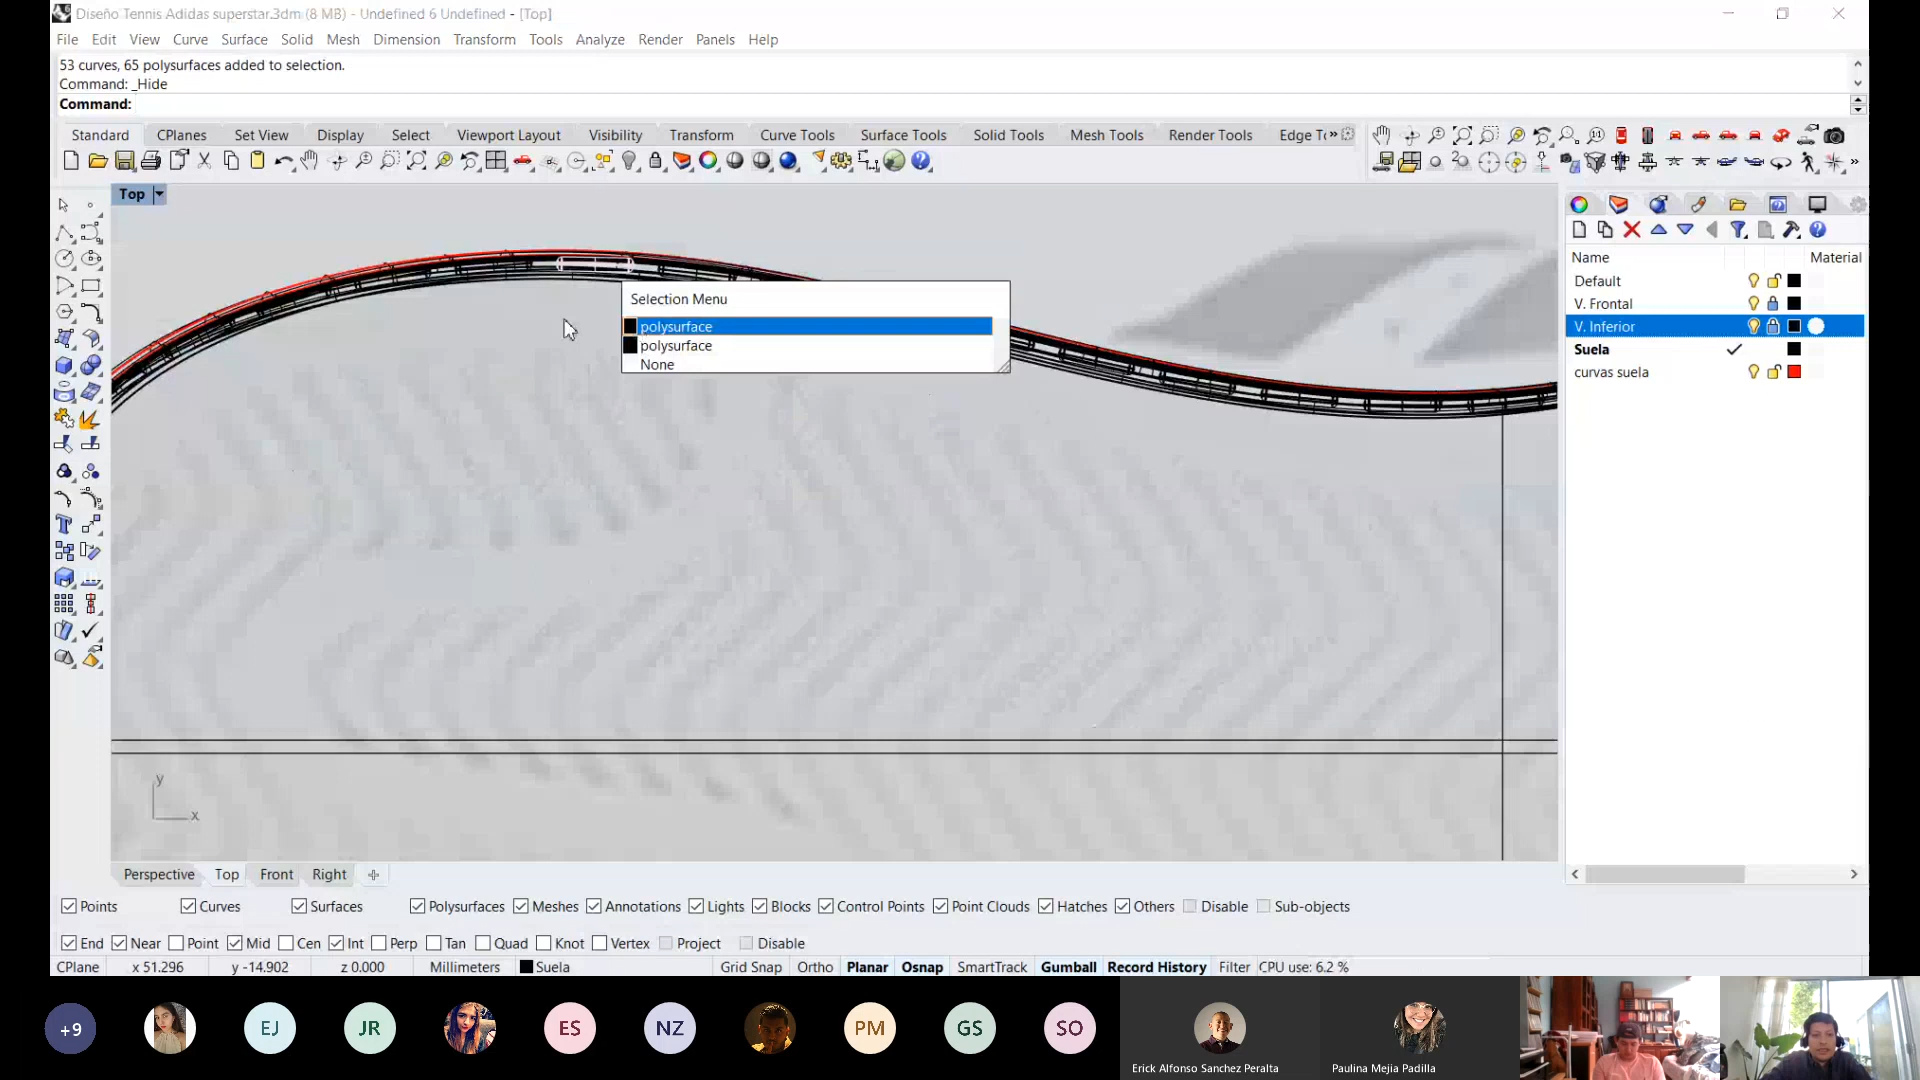 Diseño Tennis Adidas superstar.3dm (8 MB) - Undefined 6 Undefined - [Top]
File Edit View Curve Surface Solid Mesh Dimension Transform Tools Analyze Render Panels Help
53 curves, 65 polysurfaces added to selection.
Command: _Hide
Command:
Standard CPlanes Set View Display Select Viewport Layout Visibility Transform Curve Tools Surface Tools Solid Tools Mesh Tools Render Tools Edge To
Top
Selection Menu
polysurface
polysurface
None
Name Material
Default
V. Frontal
V. Inferior
Suela
curvas suela
y
x
Perspective Top Front Right
Points Curves Surfaces Polysurfaces Meshes Annotations Lights Blocks Control Points Point Clouds Hatches Others Disable Sub-objects
End Near Point Mid Cen Int Perp Tan Quad Knot Vertex Project Disable
CPlane x 51.296 y -14.902 z 0.000 Millimeters Suela Grid Snap Ortho Planar Osnap SmartTrack Gumball Record History Filter CPU use: 6.2 %
+9 EJ JR ES NZ PM GS SO
Erick Alfonso Sanchez Peralta Paulina Mejia Padilla